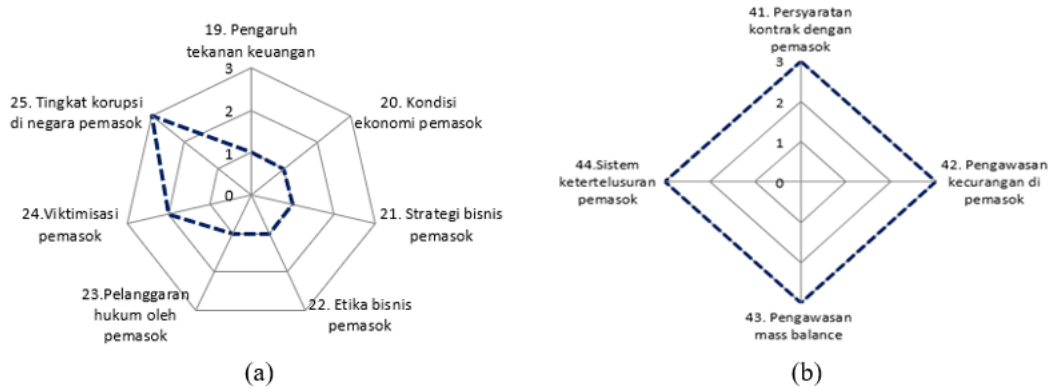 19. Pengaruh
tekanan keuangan
3
2
1
0
20. Kondisi
ekonomi pemasok
21. Strategi bisnis
pemasok
22. Etika bisnis
pemasok
23.Pelanggaran
hukum oleh
pemasok
24.Viktimisasi
pemasok
25. Tingkat korupsi
di negara pemasok
(a)
41. Persyaratan
kontrak dengan
pemasok
3
2
1
0
42. Pengawasan
kecurangan di
pemasok
43. Pengawasan
mass balance
44.Sistem
ketertelusuran
pemasok
(b)